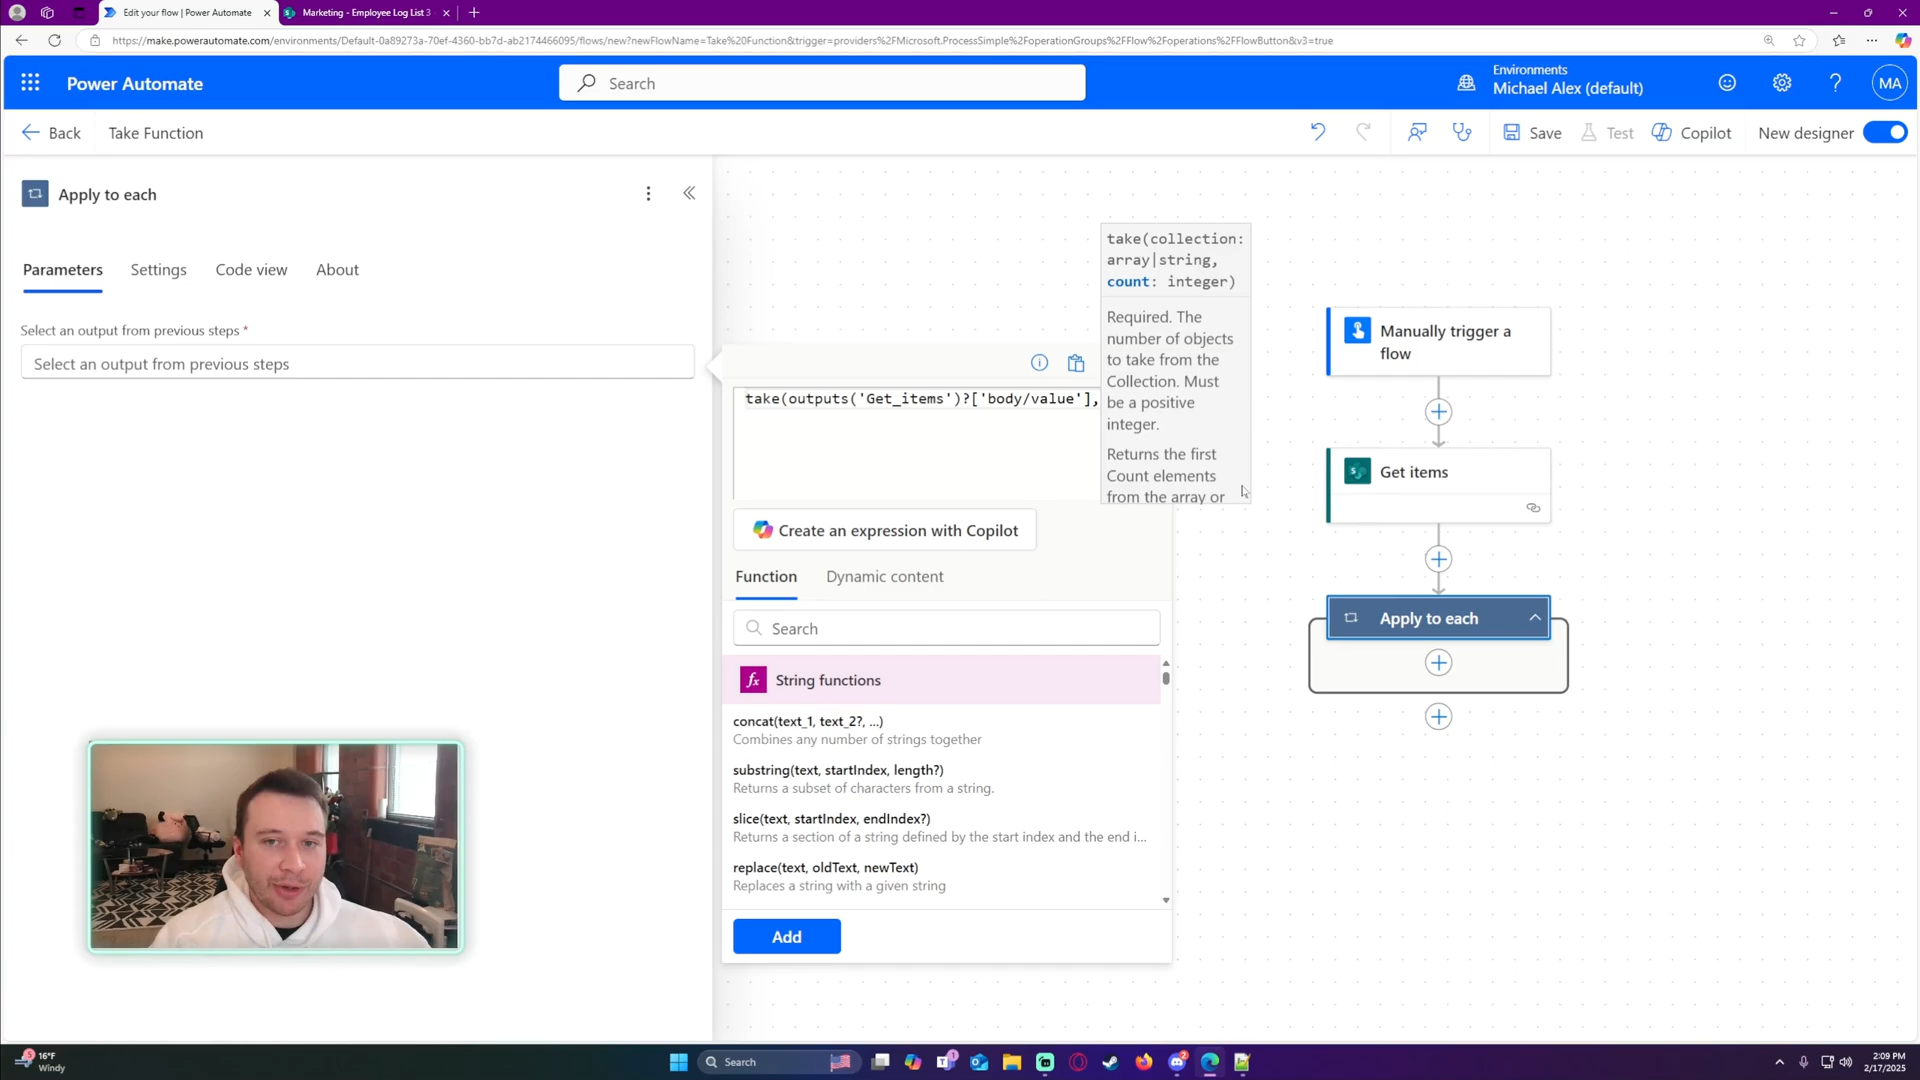 Edit your flow | Power Automate
Marketing - Employee Log List 3
https://make.powerautomate.com/environments/Default-0a89273a-70ef-4360-bb7d-ab2174466095/flows/new?newFlowName=Take%20Function&trigger=providers%2FMicrosoft.ProcessSimple%2FoperationGroups%2FFlow%2Foperations%2FFlowButton&v3=true
Power Automate
Search
Environments
Michael Alex (default)
MA
Back
Take Function
Save
Test
Copilot
New designer
Apply to each
Parameters
Settings
Code view
About
Select an output from previous steps *
Select an output from previous steps
take(outputs('Get_items')?['body/value'],
take(collection:
array|string,
count: integer)
Required. The
number of objects
to take from the
Collection. Must
be a positive
integer.
Returns the first
Count elements
from the array or
Create an expression with Copilot
Function
Dynamic content
Search
fx
String functions
concat(text_1, text_2?, ...)
Combines any number of strings together
substring(text, startIndex, length?)
Returns a subset of characters from a string.
slice(text, startIndex, endIndex?)
Returns a section of a string defined by the start index and the end i...
replace(text, oldText, newText)
Replaces a string with a given string
Add
Manually trigger a
flow
Get items
Apply to each
16°F
Windy
Search
2:09 PM
2/17/2025